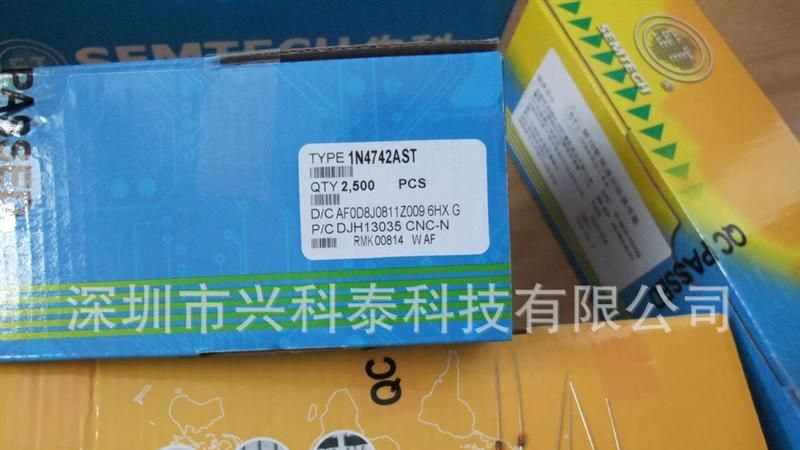 SEMTECH
SEMTECH
PASSED
TYPE 1N4742AST
QTY 2,500 PCS
D/C AF0D8J0811Z009 6HX G
P/C DJH13035 CNC-N
RMK 00814 W AF
QC PASSED
深圳市兴科泰科技有限公司
QC